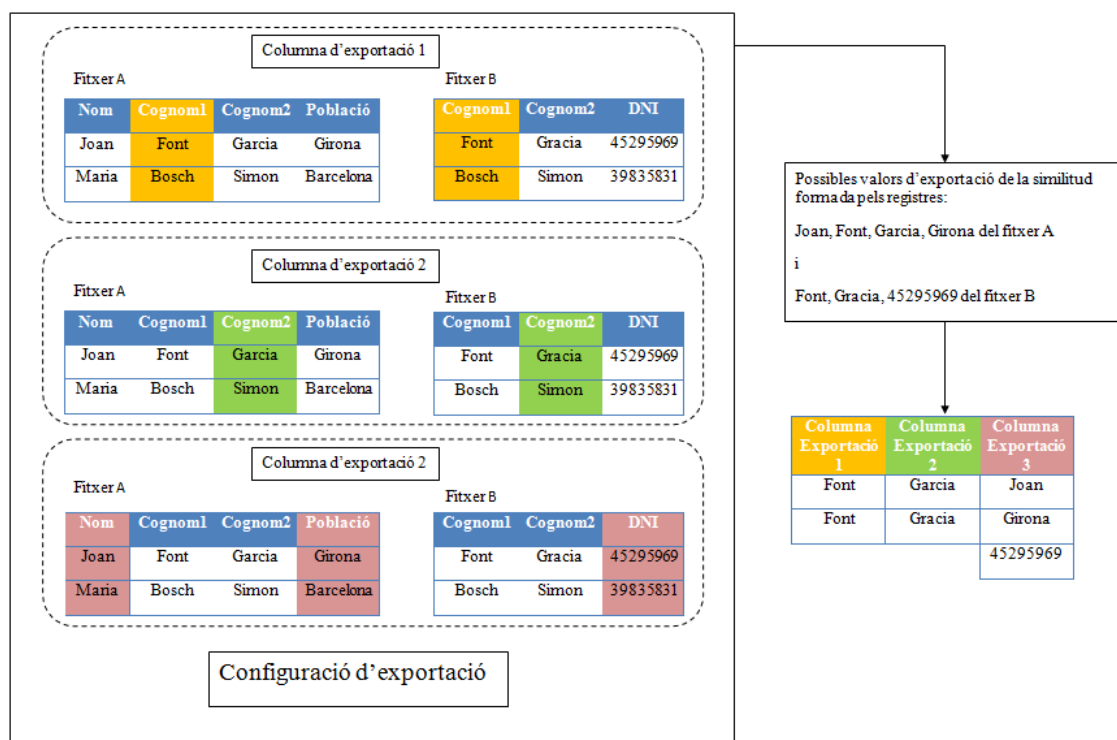 Columna d'exportació 1
Fitxer A
Nom Cognom1 Cognom2 Població
Joan Font Garcia Girona
Maria Bosch Simon Barcelona
Fitxer B
Cognom1 Cognom2 DNI
Font Gracia 45295969
Bosch Simon 39835831
Columna d'exportació 2
Fitxer A
Nom Cognom1 Cognom2 Població
Joan Font Garcia Girona
Maria Bosch Simon Barcelona
Fitxer B
Cognom1 Cognom2 DNI
Font Gracia 45295969
Bosch Simon 39835831
Columna d'exportació 2
Fitxer A
Nom Cognom1 Cognom2 Població
Joan Font Garcia Girona
Maria Bosch Simon Barcelona
Fitxer B
Cognom1 Cognom2 DNI
Font Gracia 45295969
Bosch Simon 39835831
Configuració d'exportació
Possibles valors d'exportació de la similitud
formada pels registres:
Joan, Font, Garcia, Girona del fitxer A
i
Font, Gracia, 45295969 del fitxer B
Columna Columna Columna
Exportació Exportació Exportació
1 2 3
Font Garcia Joan
Font Gracia Girona
45295969